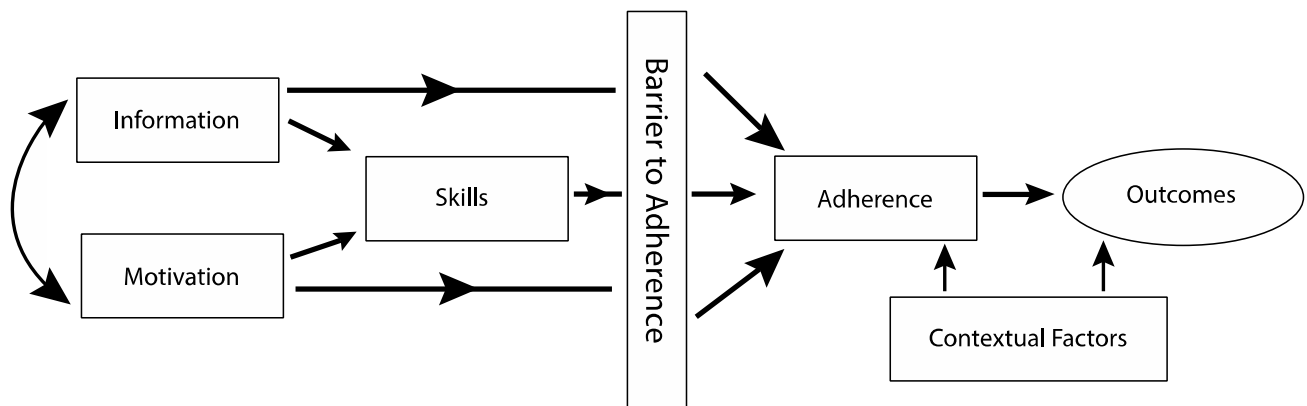 Information
Motivation
Skills
Barrier to Adherence
Adherence
Outcomes
Contextual Factors